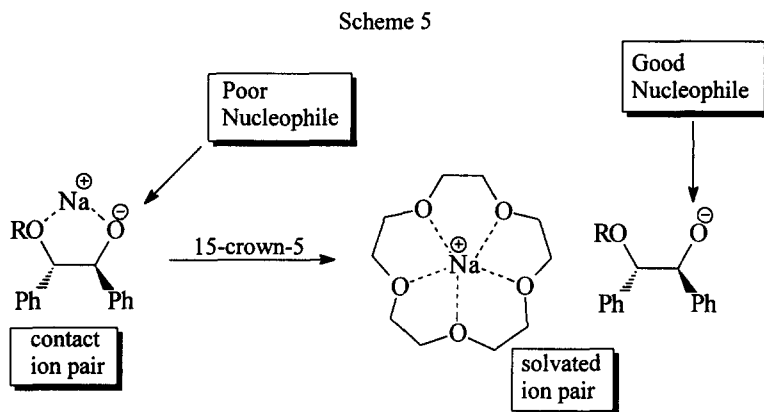 Scheme 5
Poor
Nucleophile
Good
Nucleophile
Na
⊕
RO
O
⊖
Ph
Ph
contact
ion pair
15-crown-5
O
O
⊕
Na
O
O
O
solvated
ion pair
RO
O
⊖
Ph
Ph